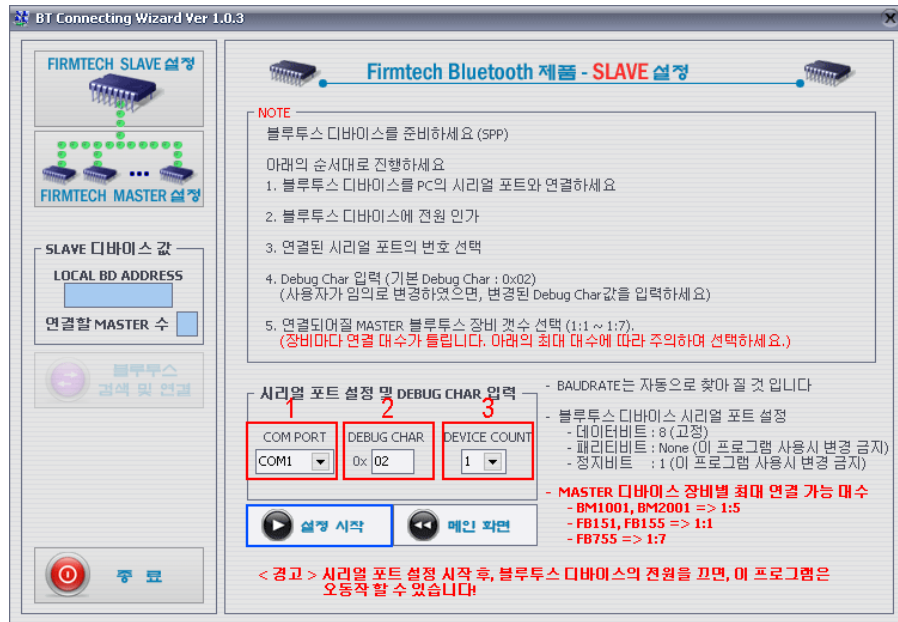 BT Connecting Wizard Ver 1.0.3
FIRMTECH SLAVE 설정
...
FIRMTECH MASTER 설정
SLAVE 디바이스 값
LOCAL BD ADDRESS
연결할 MASTER 수
블루투스
검색 및 연결
종 료
Firmtech Bluetooth 제품 - SLAVE 설정
NOTE
블루투스 디바이스를 준비하세요 (SPP)
아래의 순서대로 진행하세요
1. 블루투스 디바이스를 PC의 시리얼 포트와 연결하세요
2. 블루투스 디바이스에 전원 인가
3. 연결된 시리얼 포트의 번호 선택
4. Debug Char 입력 (기본 Debug Char : 0x02)
(사용자가 임의로 변경하였으면, 변경된 Debug Char값을 입력하세요)
5. 연결되어질 MASTER 블루투스 장비 갯수 선택 (1:1 ~ 1:7).
(장비마다 연결 대수가 틀립니다. 아래의 최대 대수에 따라 주의하여 선택하세요.)
시리얼 포트 설정 및 DEBUG CHAR 입력
1 2 3
COM PORT DEBUG CHAR DEVICE COUNT
COM1 0x 02 1
설정 시작 메인 화면
- BAUDRATE는 자동으로 찾아 질 것 입니다
- 블루투스 디바이스 시리얼 포트 설정
- 데이터비트 : 8 (고정)
- 패리티비트 : None (이 프로그램 사용시 변경 금지)
- 정지비트 : 1 (이 프로그램 사용시 변경 금지)
- MASTER 디바이스 장비별 최대 연결 가능 대수
- BM1001, BM2001 => 1:5
- FB151, FB155 => 1:1
- FB755 => 1:7
< 경고 > 시리얼 포트 설정 시작 후, 블루투스 디바이스의 전원을 끄면, 이 프로그램은
오동작 할 수 있습니다!